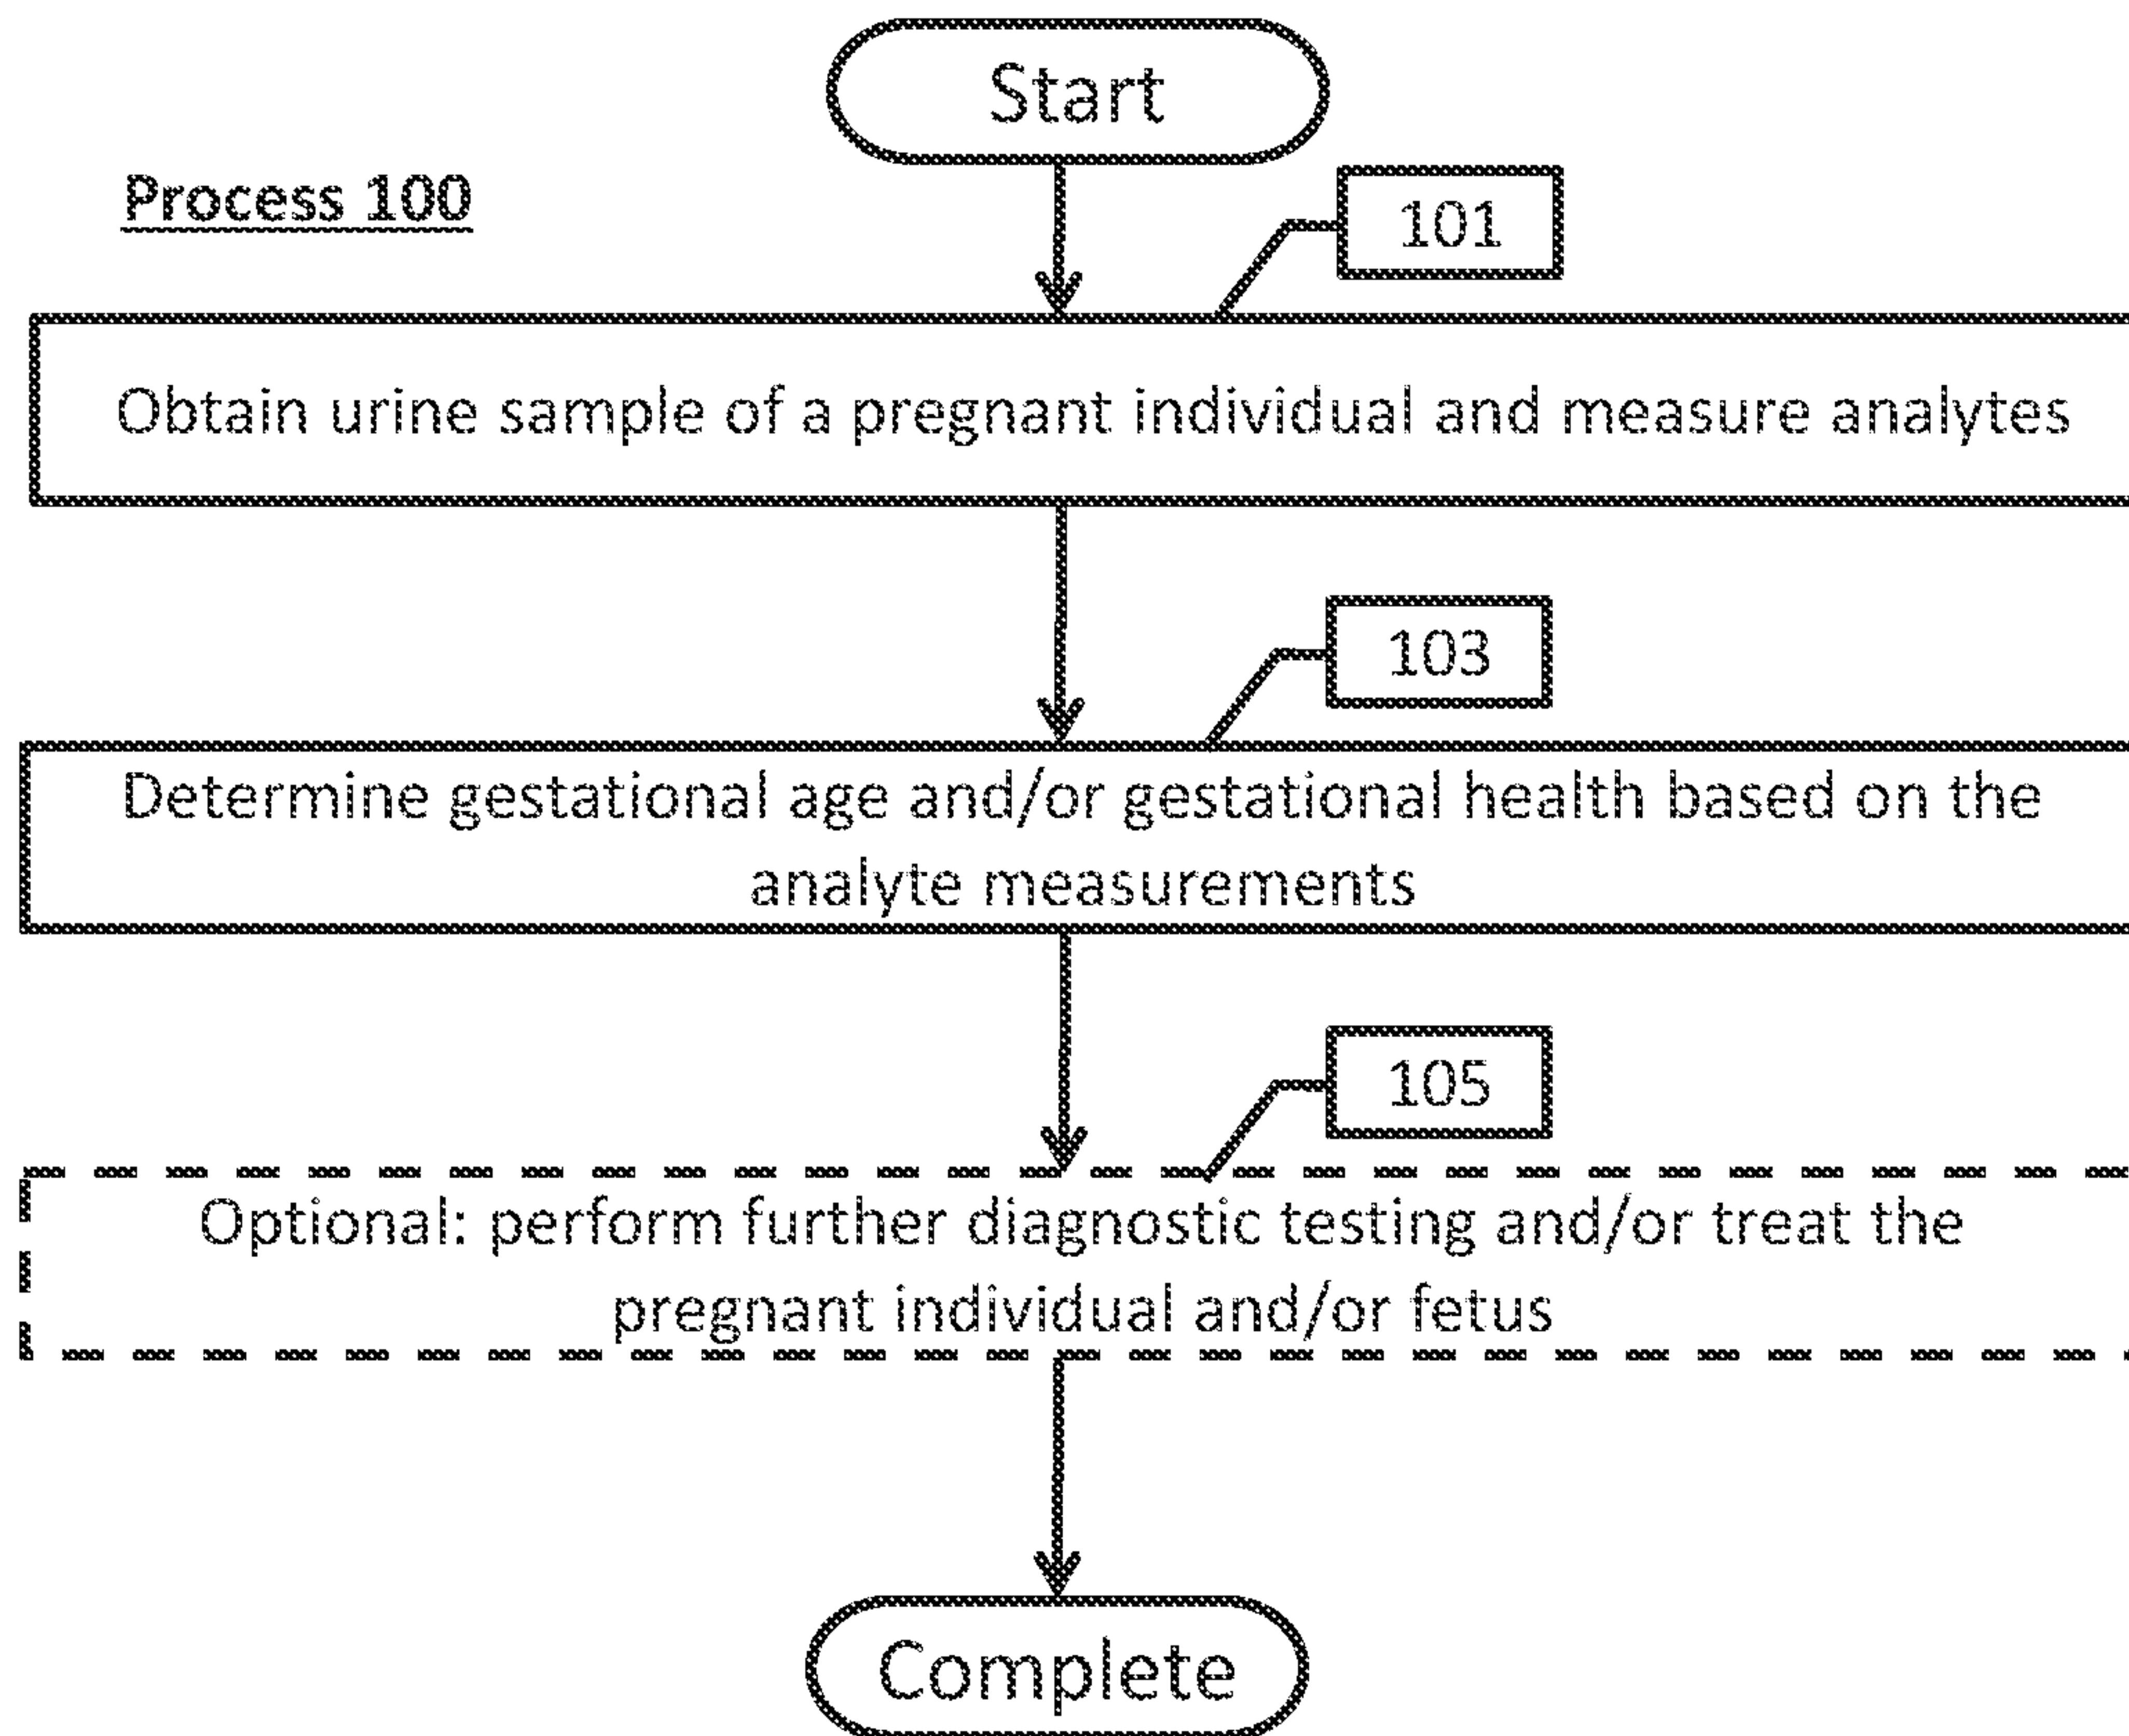 Start
Process 100
101
Obtain urine sample of a pregnant individual and measure analytes
103
Determine gestational age and/or gestational health based on the
analyte measurements
105
Optional: perform further diagnostic testing and/or treat the
pregnant individual and/or fetus
Complete